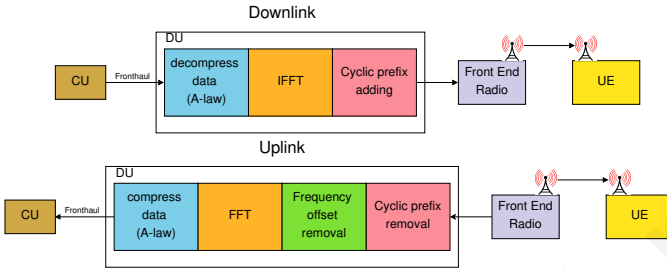 Downlink
DU
CU
Fronthaul
decompress
data
(A-law)
IFFT
Cyclic prefix
adding
Front End
Radio
UE
Uplink
DU
CU
Fronthaul
compress
data
(A-law)
FFT
Frequency
offset
removal
Cyclic prefix
removal
Front End
Radio
UE